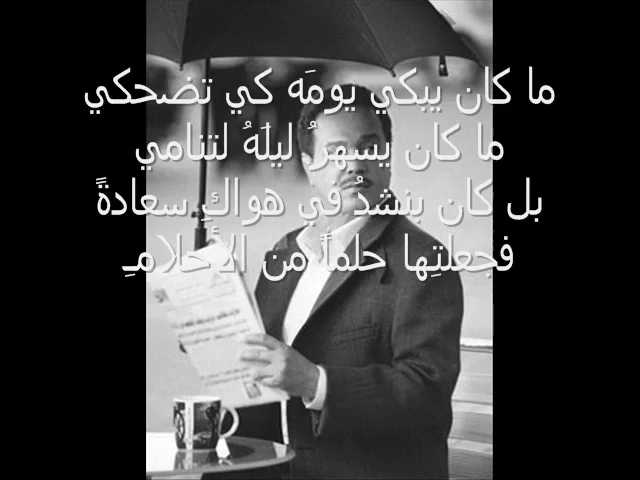 ما كان يبكي يومَه كي تضحكي
ما كان يسهرُ ليلَهُ لتنامي
بل كان ينشدُ في هواكِ سعادةً
فجعلتِها حلماً من الأحلامِ